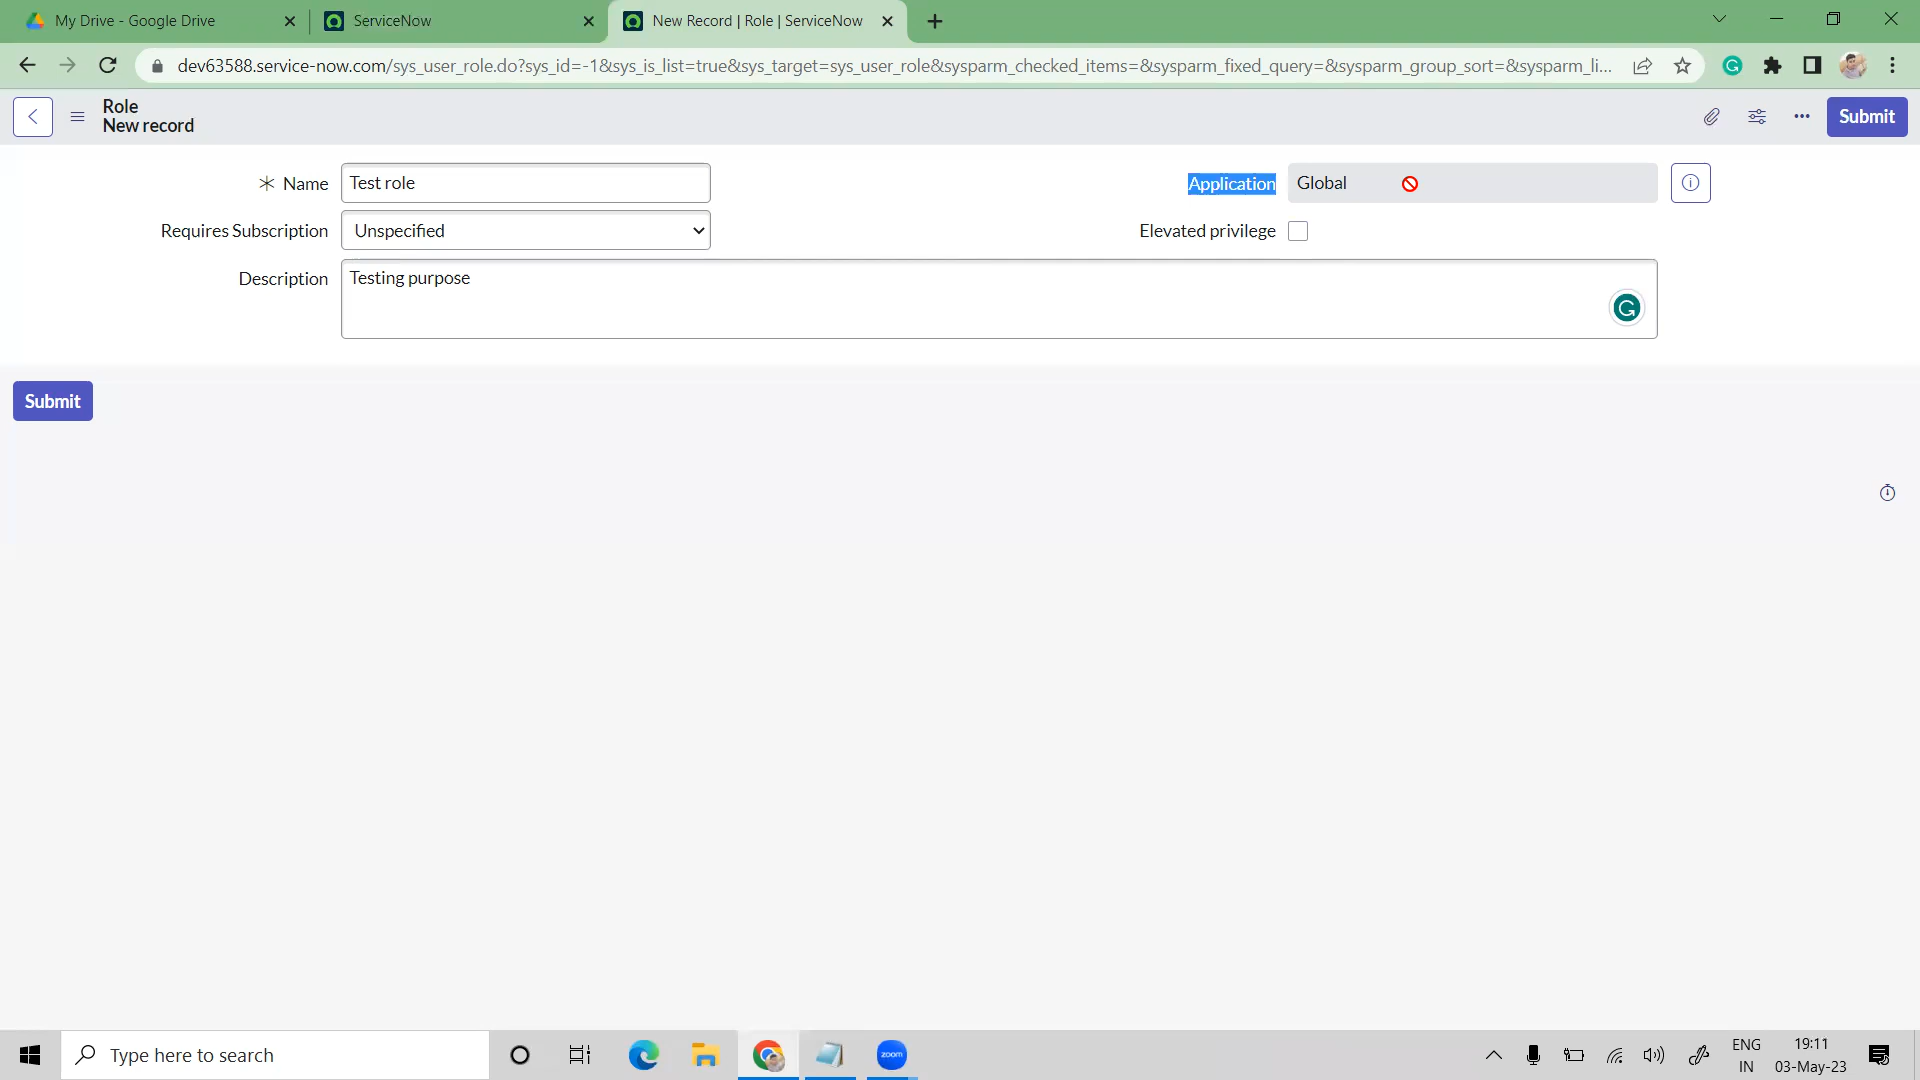 My Drive - Google Drive
ServiceNow
New Record | Role | ServiceNow
dev63588.service-now.com/sys_user_role.do?sys_id=-1&sys_is_list=true&sys_target=sys_user_role&sysparm_checked_items=&sysparm_fixed_query=&sysparm_group_sort=&sysparm_li...
Role
New record
Submit
Name
Test role
Application
Global
Requires Subscription
Unspecified
Elevated privilege
Description
Testing purpose
Submit
Type here to search
zoom
ENG
IN
19:11
03-May-23